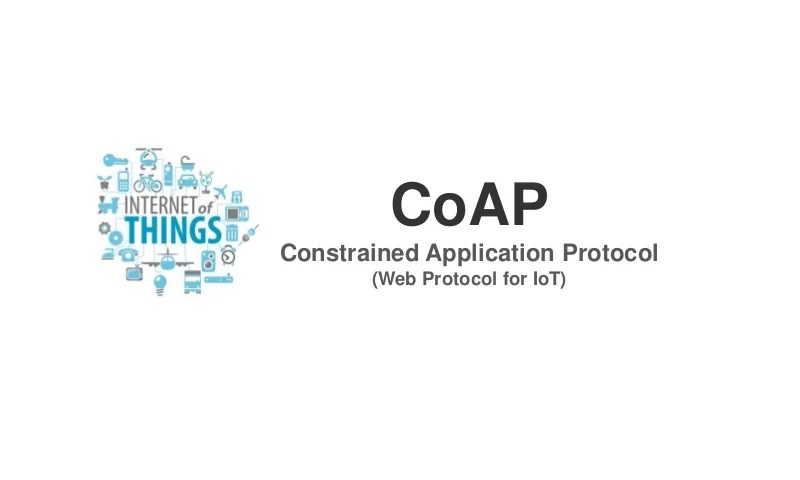 INTERNET of
THINGS
CoAP
Constrained Application Protocol
(Web Protocol for IoT)